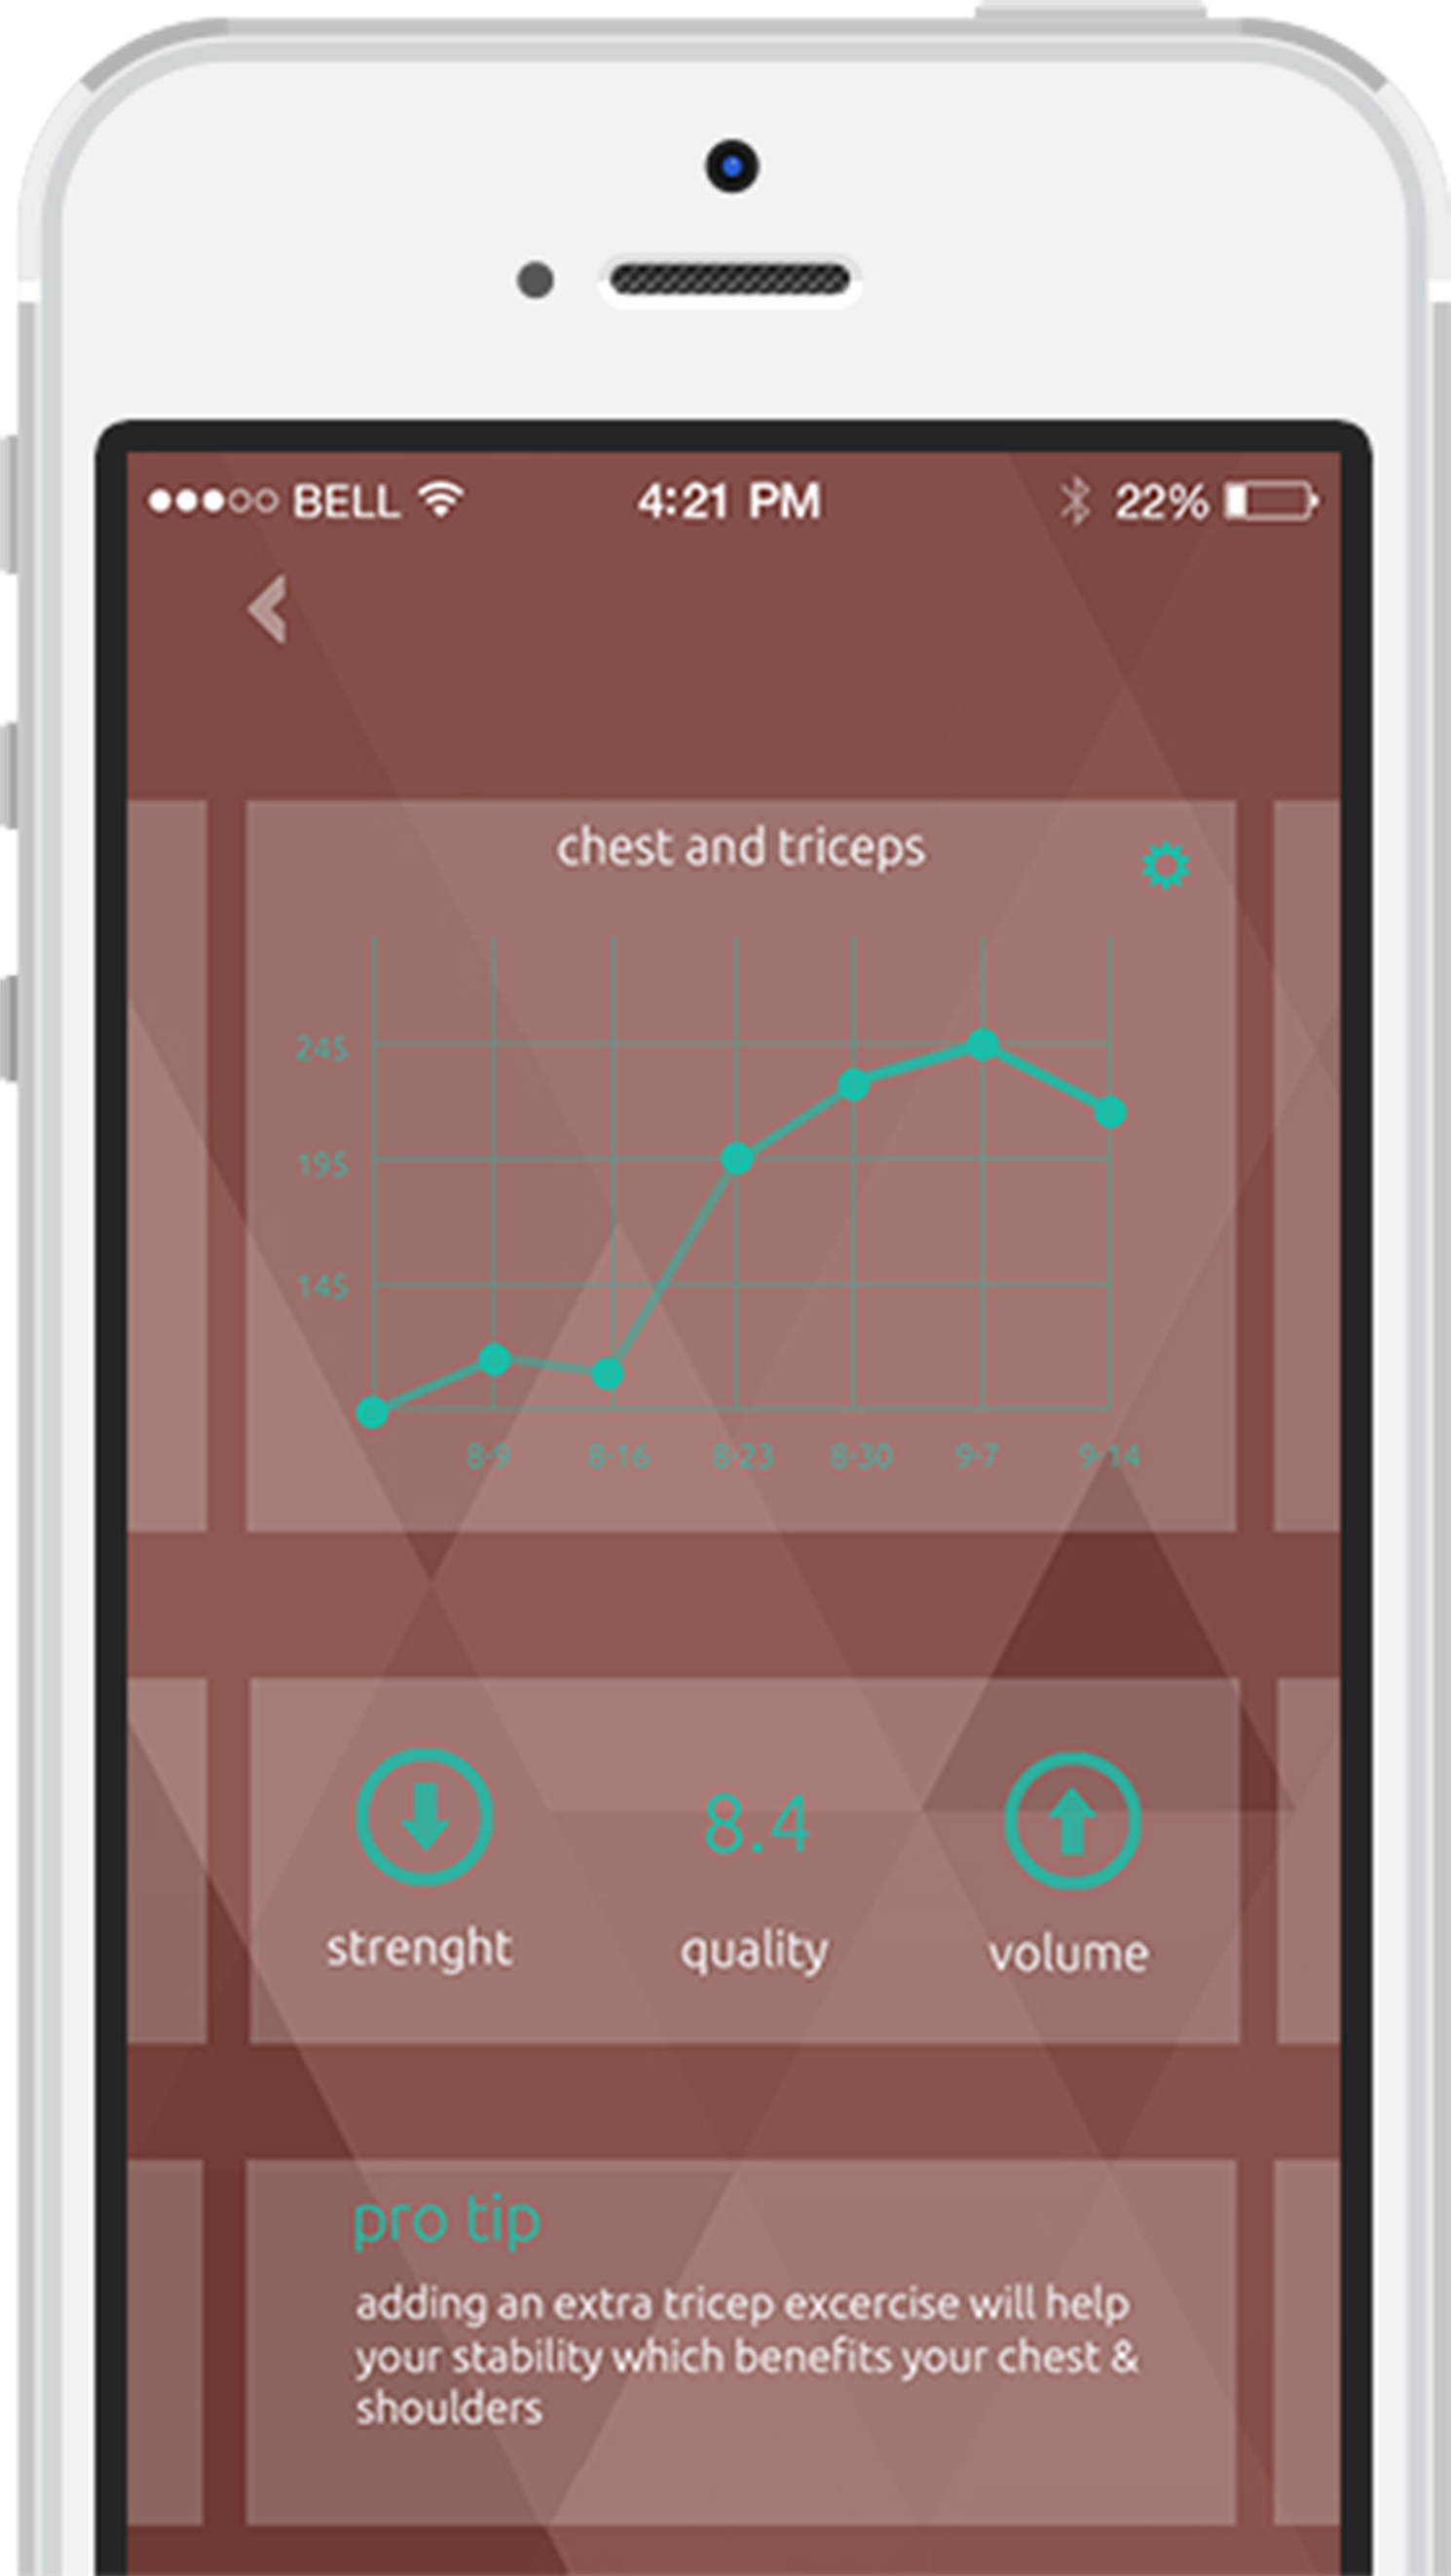 BELL 4:21 PM 22%
chest and triceps
245
195
145
8-9 8-16 8-23 8-30 9-7 9-14
8.4
strenght quality volume
pro tip
adding an extra tricep excercise will help
your stability which benefits your chest &
shoulders